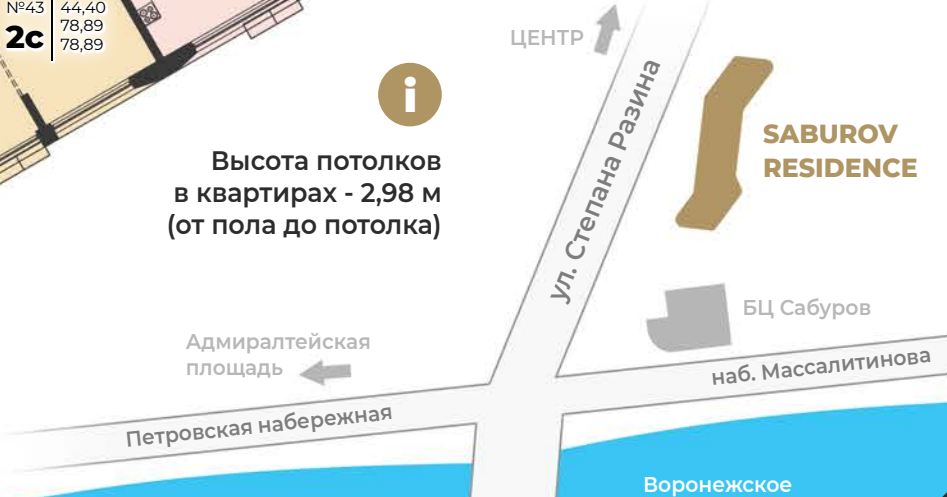 №43 44,40
2с 78,89
78,89
ЦЕНТР
i
Высота потолков
в квартирах - 2,98 м
(от пола до потолка)
ул. Степана Разина
SABUROV
RESIDENCE
БЦ Сабуров
Адмиралтейская
площадь
наб. Массалитинова
Петровская набережная
Воронежское